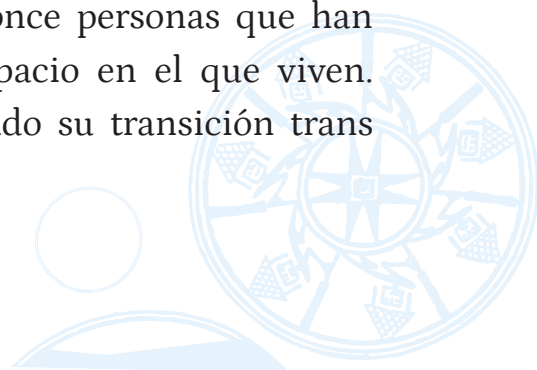 once personas que han
pacio en el que viven.
do su transición trans